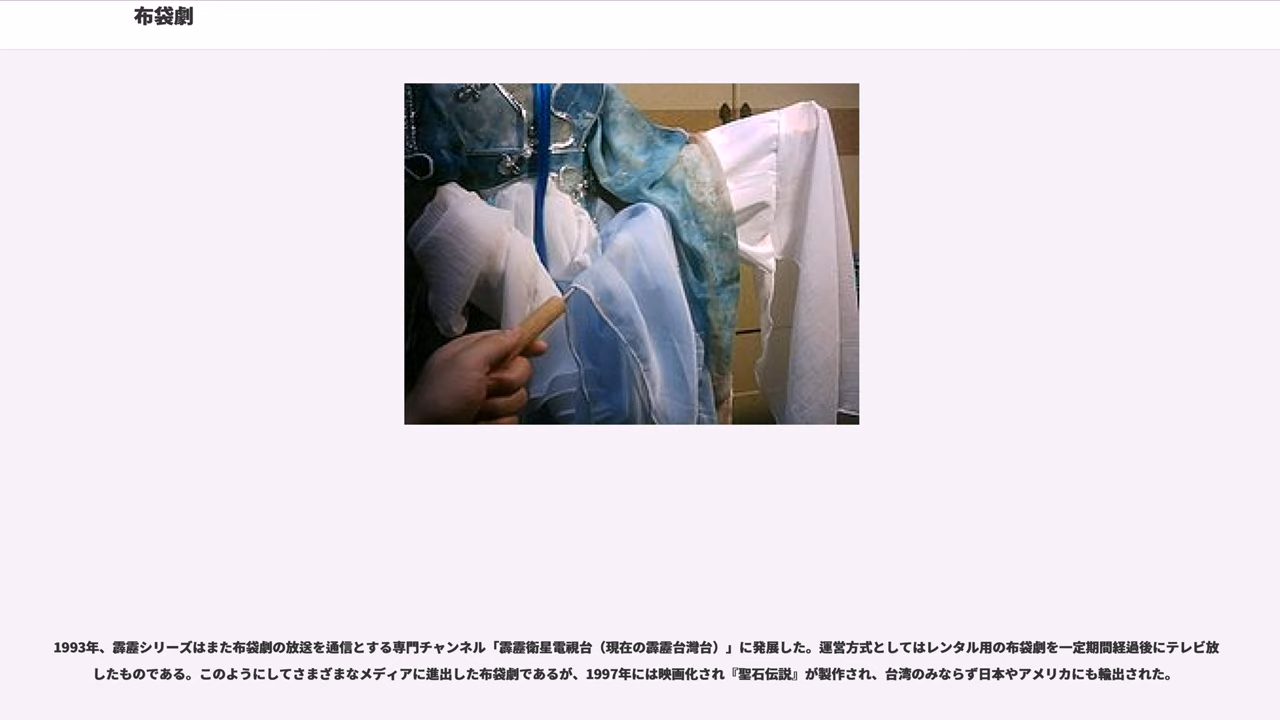 布袋劇
1993年、霹靂シリーズはまた布袋劇の放送を通信とする専門チャンネル「霹靂衛星電視台（現在の霹靂台灣台）」に発展した。運営方式としてはレンタル用の布袋劇を一定期間経過後にテレビ放
したものである。このようにしてさまざまなメディアに進出した布袋劇であるが、1997年には映画化され『聖石伝説』が製作され、台湾のみならず日本やアメリカにも輸出された。